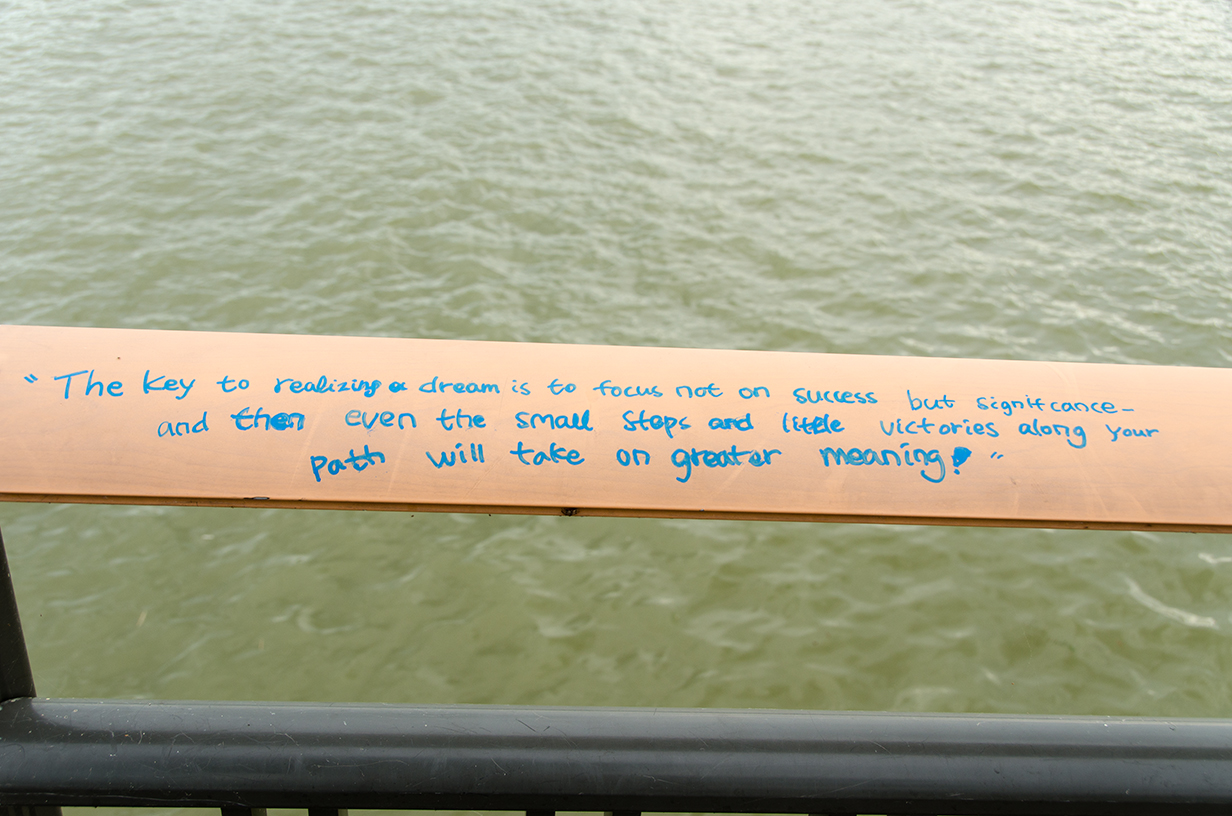 "The key to realizing a dream is to focus not on success but significance-
and then even the small steps and little victories along your
path will take on greater meaning! "